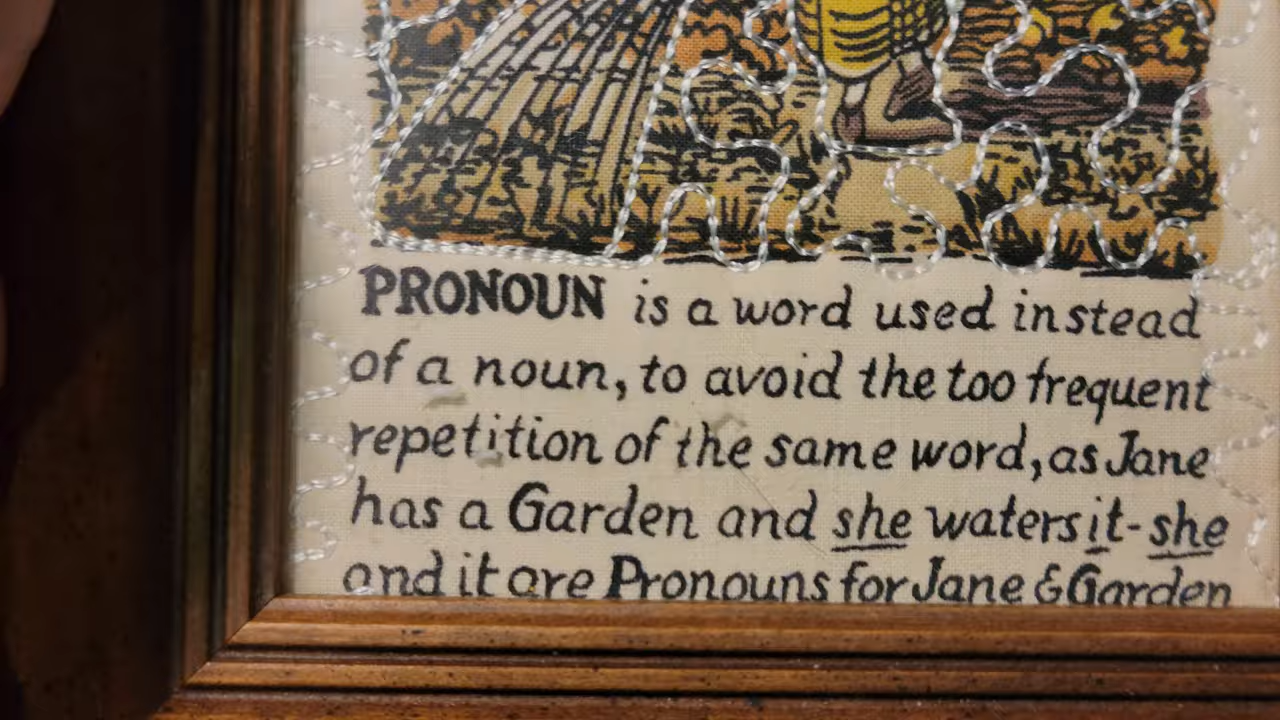 PRONOUN is a word used instead
of a noun, to avoid the too frequent
repetition of the same word, as Jane
has a Garden and she waters it - she
and it are Pronouns for Jane & Garden